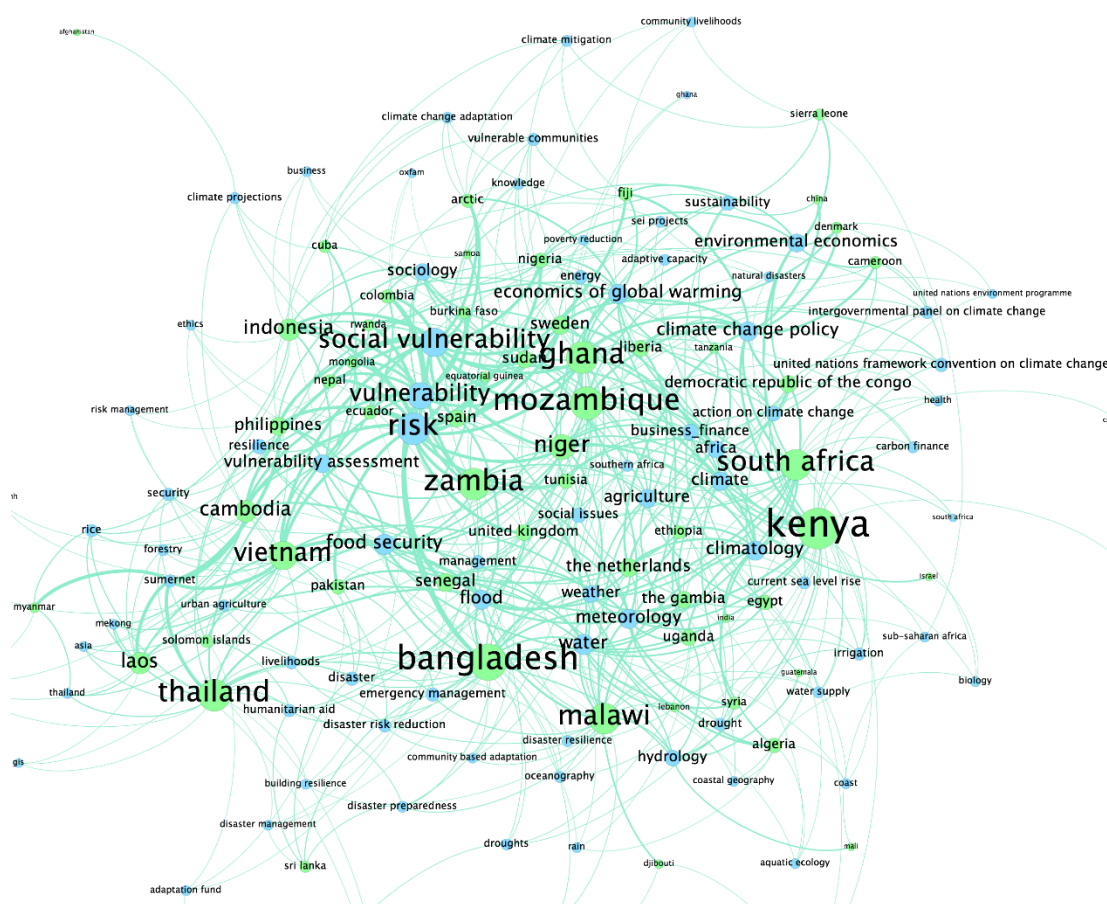 community livelihoods
afghanistan
climate mitigation
ghana
sierra leone
climate change adaptation
vulnerable communities
business
oxfam
knowledge
climate projections
arctic
fiji
sustainability
china
sei projects
denmark
cuba
poverty reduction
environmental economics
samoa
nigeria
adaptive capacity
cameroon
sociology
energy
natural disasters
colombia
economics of global warming
united nations environment programme
burkina faso
intergovernmental panel on climate change
ethics
indonesia
rwanda
sweden
climate change policy
social vulnerability
liberia
tanzania
sudan
ghana
mongolia
united nations framework convention on climate change
nepal
equatorial guinea
democratic republic of the congo
vulnerability
mozambique
health
risk management
ecuador
spain
action on climate change
philippines
risk
business_finance
resilience
niger
africa
carbon finance
vulnerability assessment
southern africa
south africa
zambia
tunisia
climate
security
agriculture
cambodia
social issues
south africa
rice
united kingdom
ethiopia
kenya
food security
climatology
forestry
vietnam
management
the netherlands
sumernet
pakistan
senegal
current sea level rise
israel
flood
weather
the gambia
egypt
myanmar
urban agriculture
meteorology
india
mekong
uganda
sub-saharan africa
solomon islands
water
asia
laos
livelihoods
bangladesh
irrigation
disaster
guatemala
biology
thailand
thailand
emergency management
water supply
humanitarian aid
malawi
lebanon
syria
disaster risk reduction
drought
disaster resilience
algeria
gis
community based adaptation
hydrology
building resilience
oceanography
coastal geography
coast
disaster preparedness
disaster management
droughts
rain
mali
sri lanka
djibouti
aquatic ecology
adaptation fund